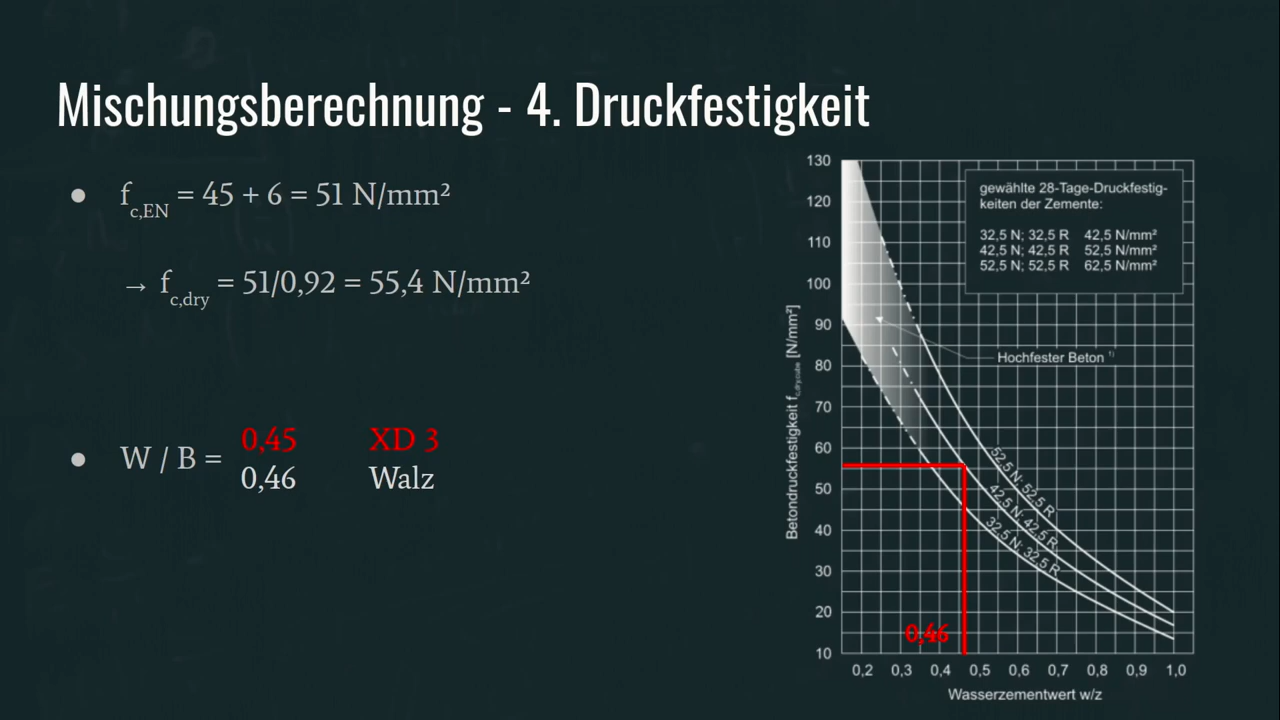 Mischungsberechnung - 4. Druckfestigkeit
● f c,EN = 45 + 6 = 51 N/mm²
→ f c,dry = 51/0,92 = 55,4 N/mm²
● W / B =
0,45 XD 3
0,46 Walz
130
120
110
100
90
80
70
60
50
40
30
20
10
Betondruckfestigkeit f c,dry,cube [N/mm²]
gewählte 28-Tage-Druckfestig-
keiten der Zemente:
32,5 N; 32,5 R 42,5 N/mm²
42,5 N; 42,5 R 52,5 N/mm²
52,5 N; 52,5 R 62,5 N/mm²
Hochfester Beton ¹⁾
52,5 N; 52,5 R
42,5 N; 42,5 R
32,5 N; 32,5 R
0,46
0,2 0,3 0,4 0,5 0,6 0,7 0,8 0,9 1,0
Wasserzementwert w/z